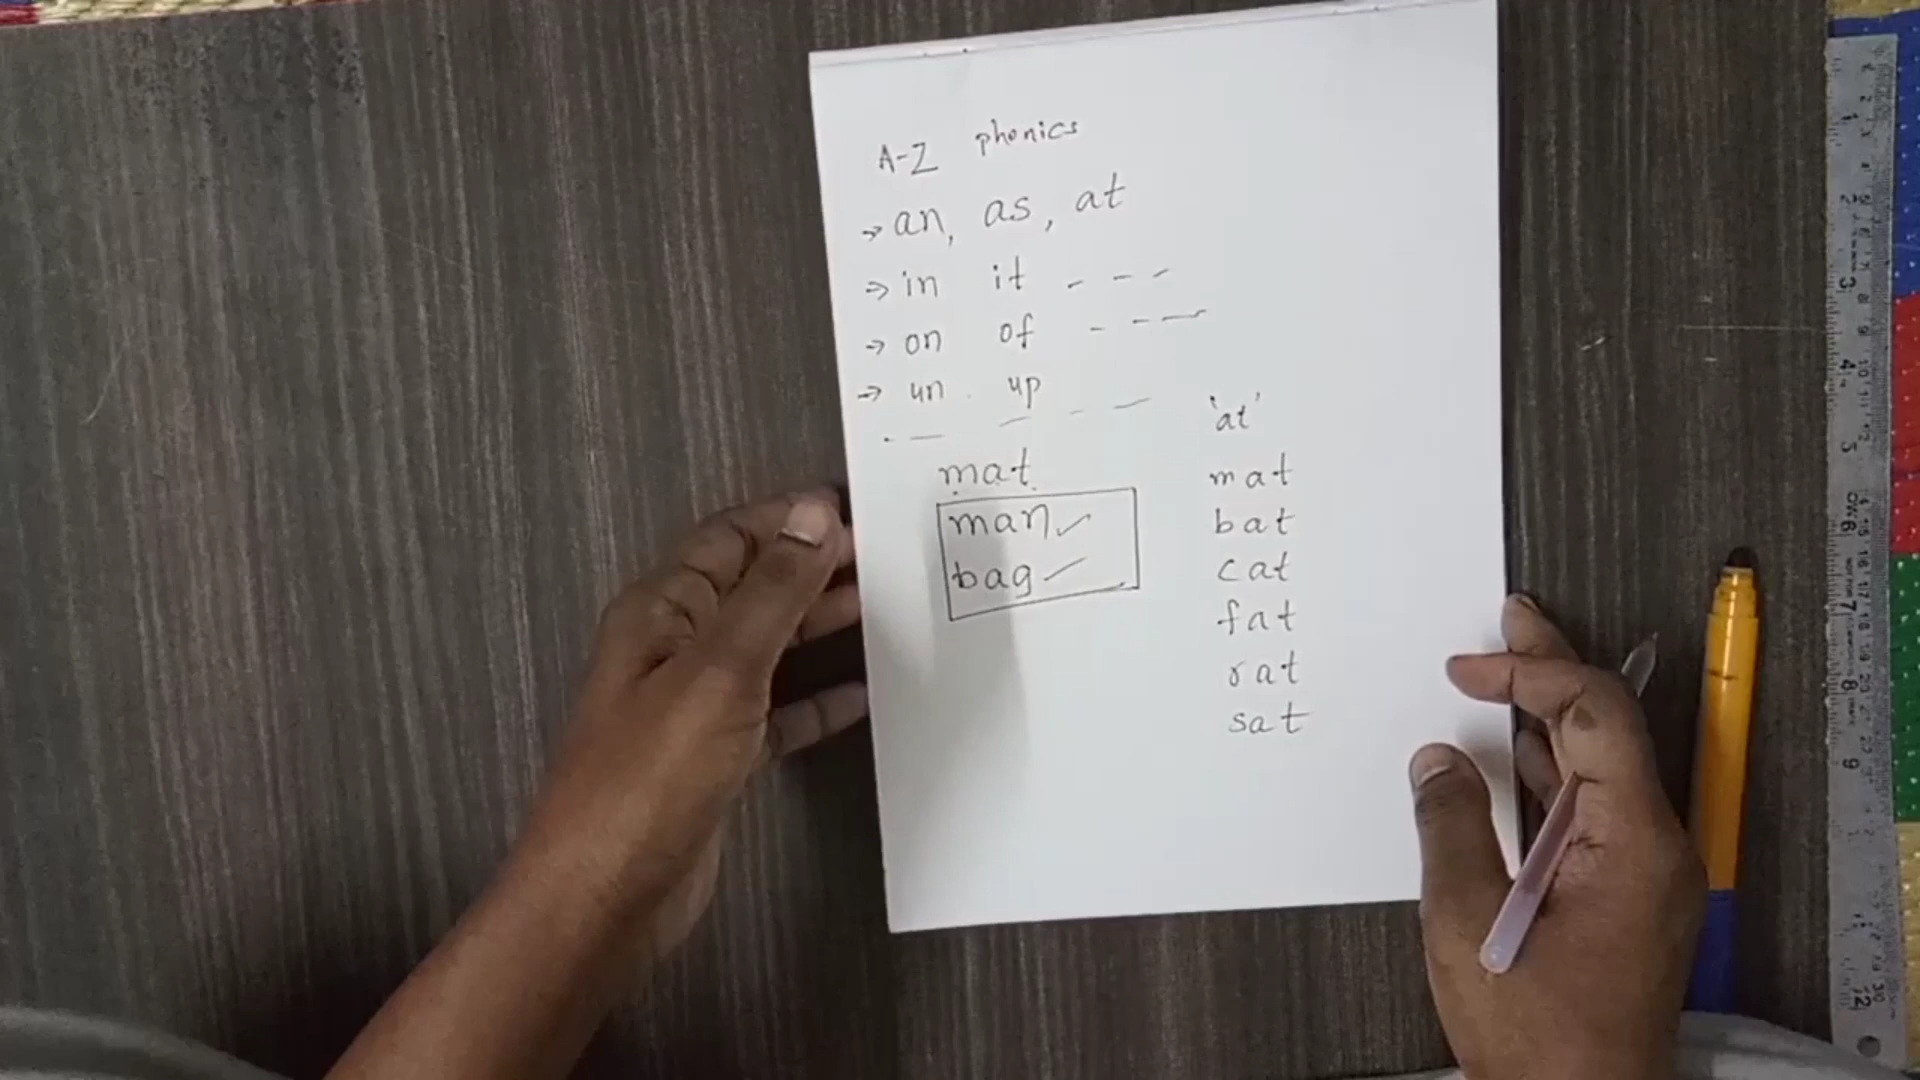 A-Z phonics
→ an, as, at
→ in it - - -
→ on of - - -
→ un up
- - - - -
mat
man ✓
bag ✓
'at'
mat
bat
cat
fat
rat
sat